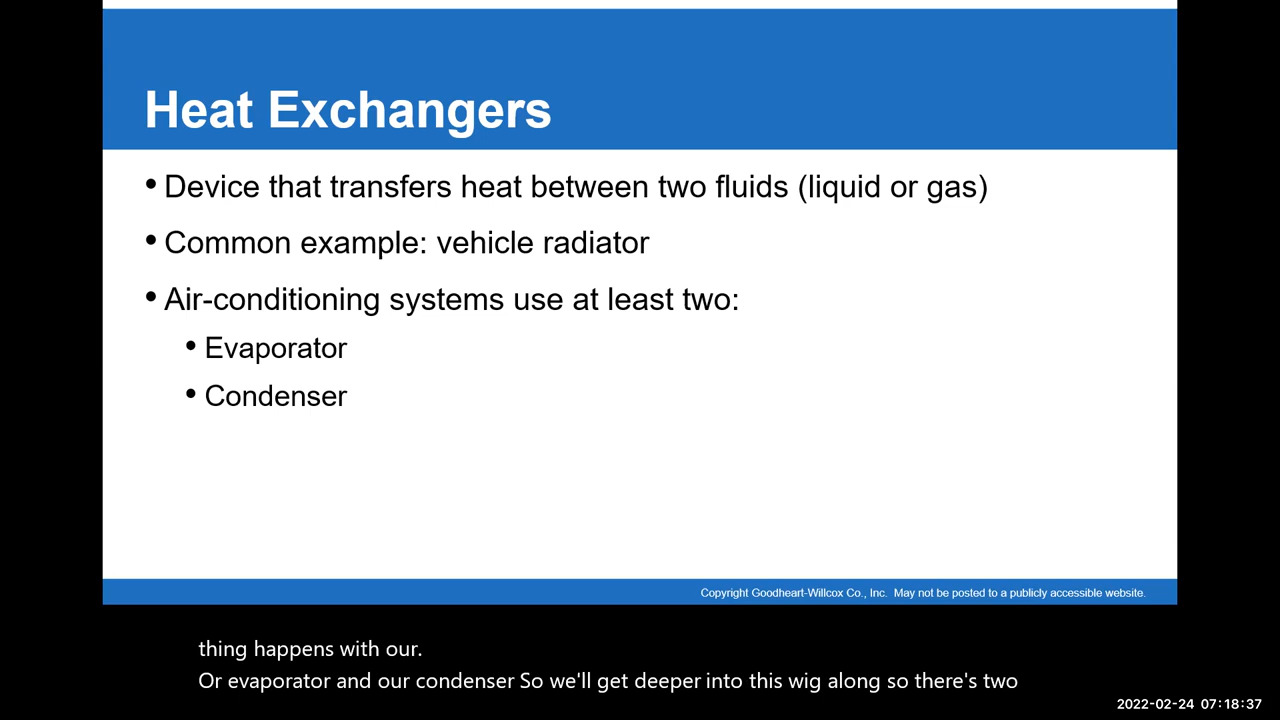 Heat Exchangers
• Device that transfers heat between two fluids (liquid or gas)
• Common example: vehicle radiator
• Air-conditioning systems use at least two:
• Evaporator
• Condenser
Copyright Goodheart-Willcox Co., Inc.  May not be posted to a publicly accessible website.
thing happens with our.
Or evaporator and our condenser So we'll get deeper into this wig along so there's two
2022-02-24 07:18:37